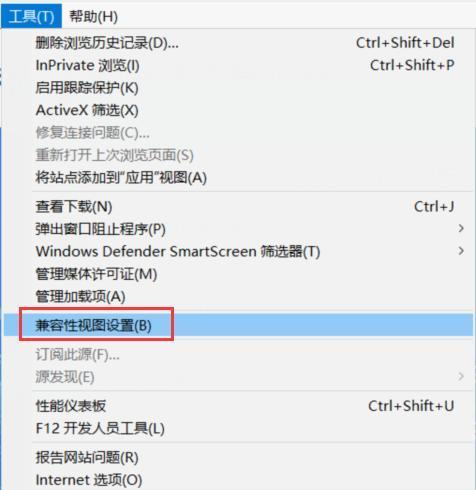 工具(T) 帮助(H)
删除浏览历史记录(D)... Ctrl+Shift+Del
InPrivate 浏览(I) Ctrl+Shift+P
启用跟踪保护(K)
ActiveX 筛选(X)
修复连接问题(C)...
重新打开上次浏览页面(S)
将站点添加到“应用”视图(A)
查看下载(N) Ctrl+J
弹出窗口阻止程序(P)
Windows Defender SmartScreen 筛选器(T)
管理媒体许可证(M)
管理加载项(A)
兼容性视图设置(B)
订阅此源(F)...
源发现(E)
性能仪表板 Ctrl+Shift+U
F12 开发人员工具(L)
报告网站问题(R)
Internet 选项(O)